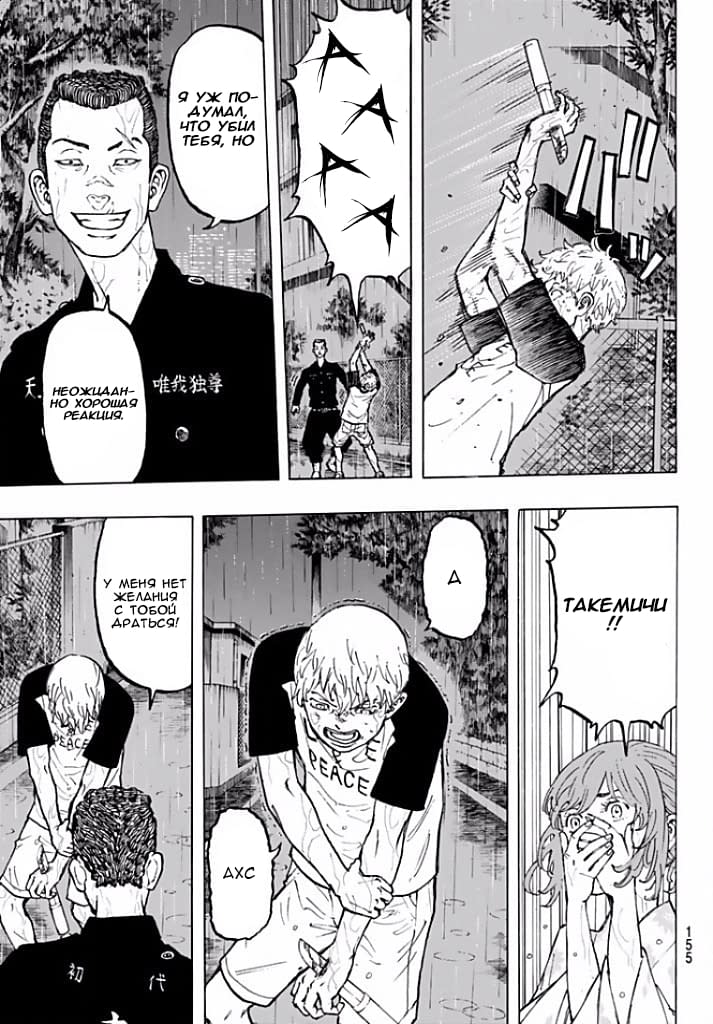 А
А
А
А
Я УЖ ПО-
ДУМАЛ,
ЧТО УБИЛ
ТЕБЯ, НО
НЕОЖИДАН-
НО ХОРОШАЯ
РЕАКЦИЯ.
天
唯我独尊
ТАКЕМИЧИ
!!
А
АХС
PEACE
У МЕНЯ НЕТ
ЖЕЛАНИЯ
С ТОБОЙ
ДРАТЬСЯ!
PEACE
初代
155